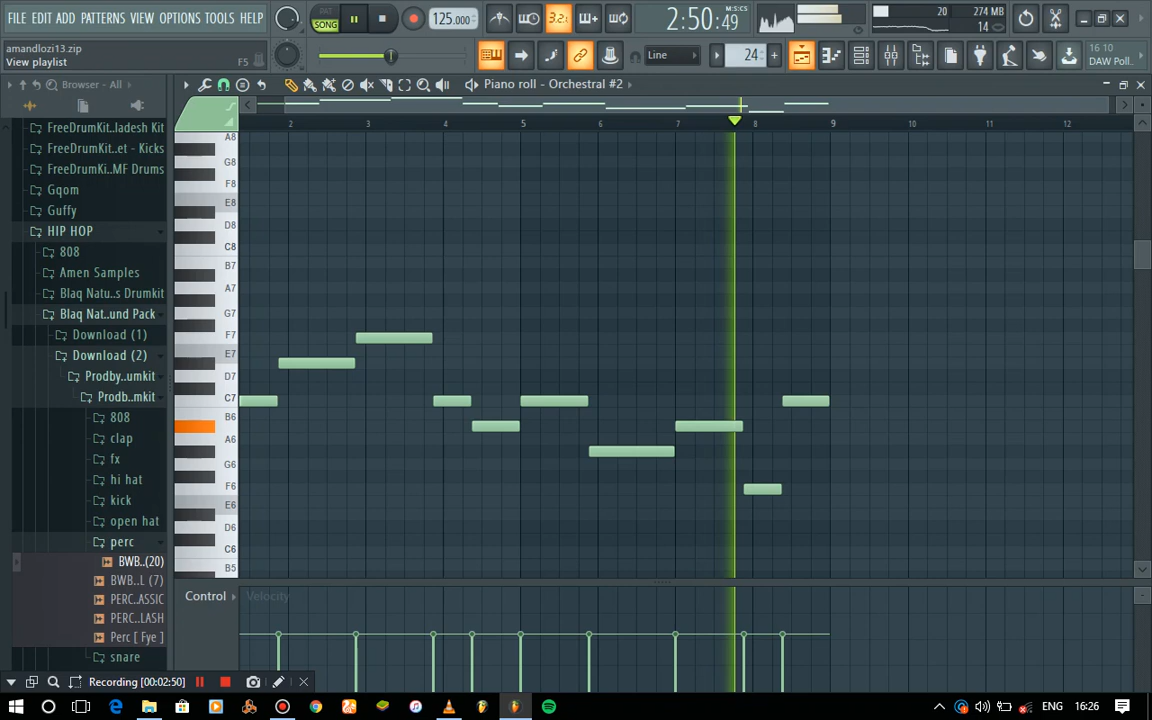 FILE EDIT ADD PATTERNS VIEW OPTIONS TOOLS HELP
PAT
SONG
125.000
3.2.
2:50:49
M:S:CS
20
274 MB
14
amandlozi13.zip
View playlist
F5
Line
24
16 10
DAW Poll..
Browser - All
Piano roll - Orchestral #2
FreeDrumKit...ladesh Kit
FreeDrumKit...et - Kicks
FreeDrumKi...MF Drums
Gqom
Guffy
HIP HOP
808
Amen Samples
Blaq Natu...s Drumkit
Blaq Nat...und Pack
Download (1)
Download (2)
Prodby...umkit
Prodb...mkit
808
clap
fx
hi hat
kick
open hat
perc
BWB..(20)
BWB..L (7)
PERC..ASSIC
PERC..LASH
Perc [ Fye ]
snare
2 3 4 5 6 7 8 9 10 11 12
A8
G8
F8
E8
D8
C8
B7
A7
G7
F7
E7
D7
C7
B6
A6
G6
F6
E6
D6
C6
B5
Control
Velocity
Recording [00:02:50]
ENG
16:26